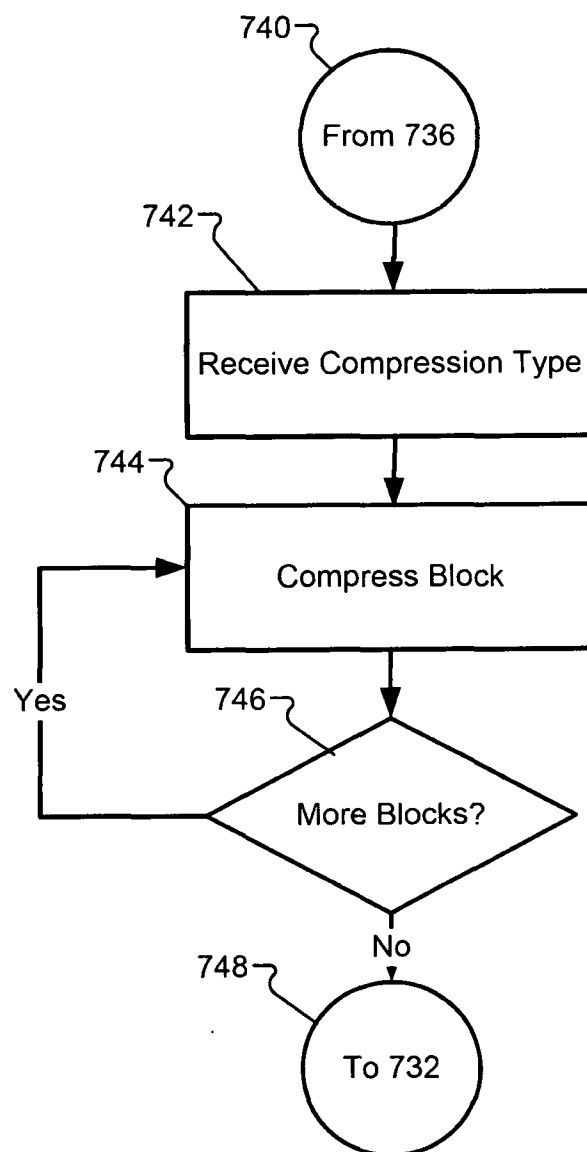 740
From 736
742
Receive Compression Type
744
Compress Block
Yes
746
More Blocks?
No
748
To 732